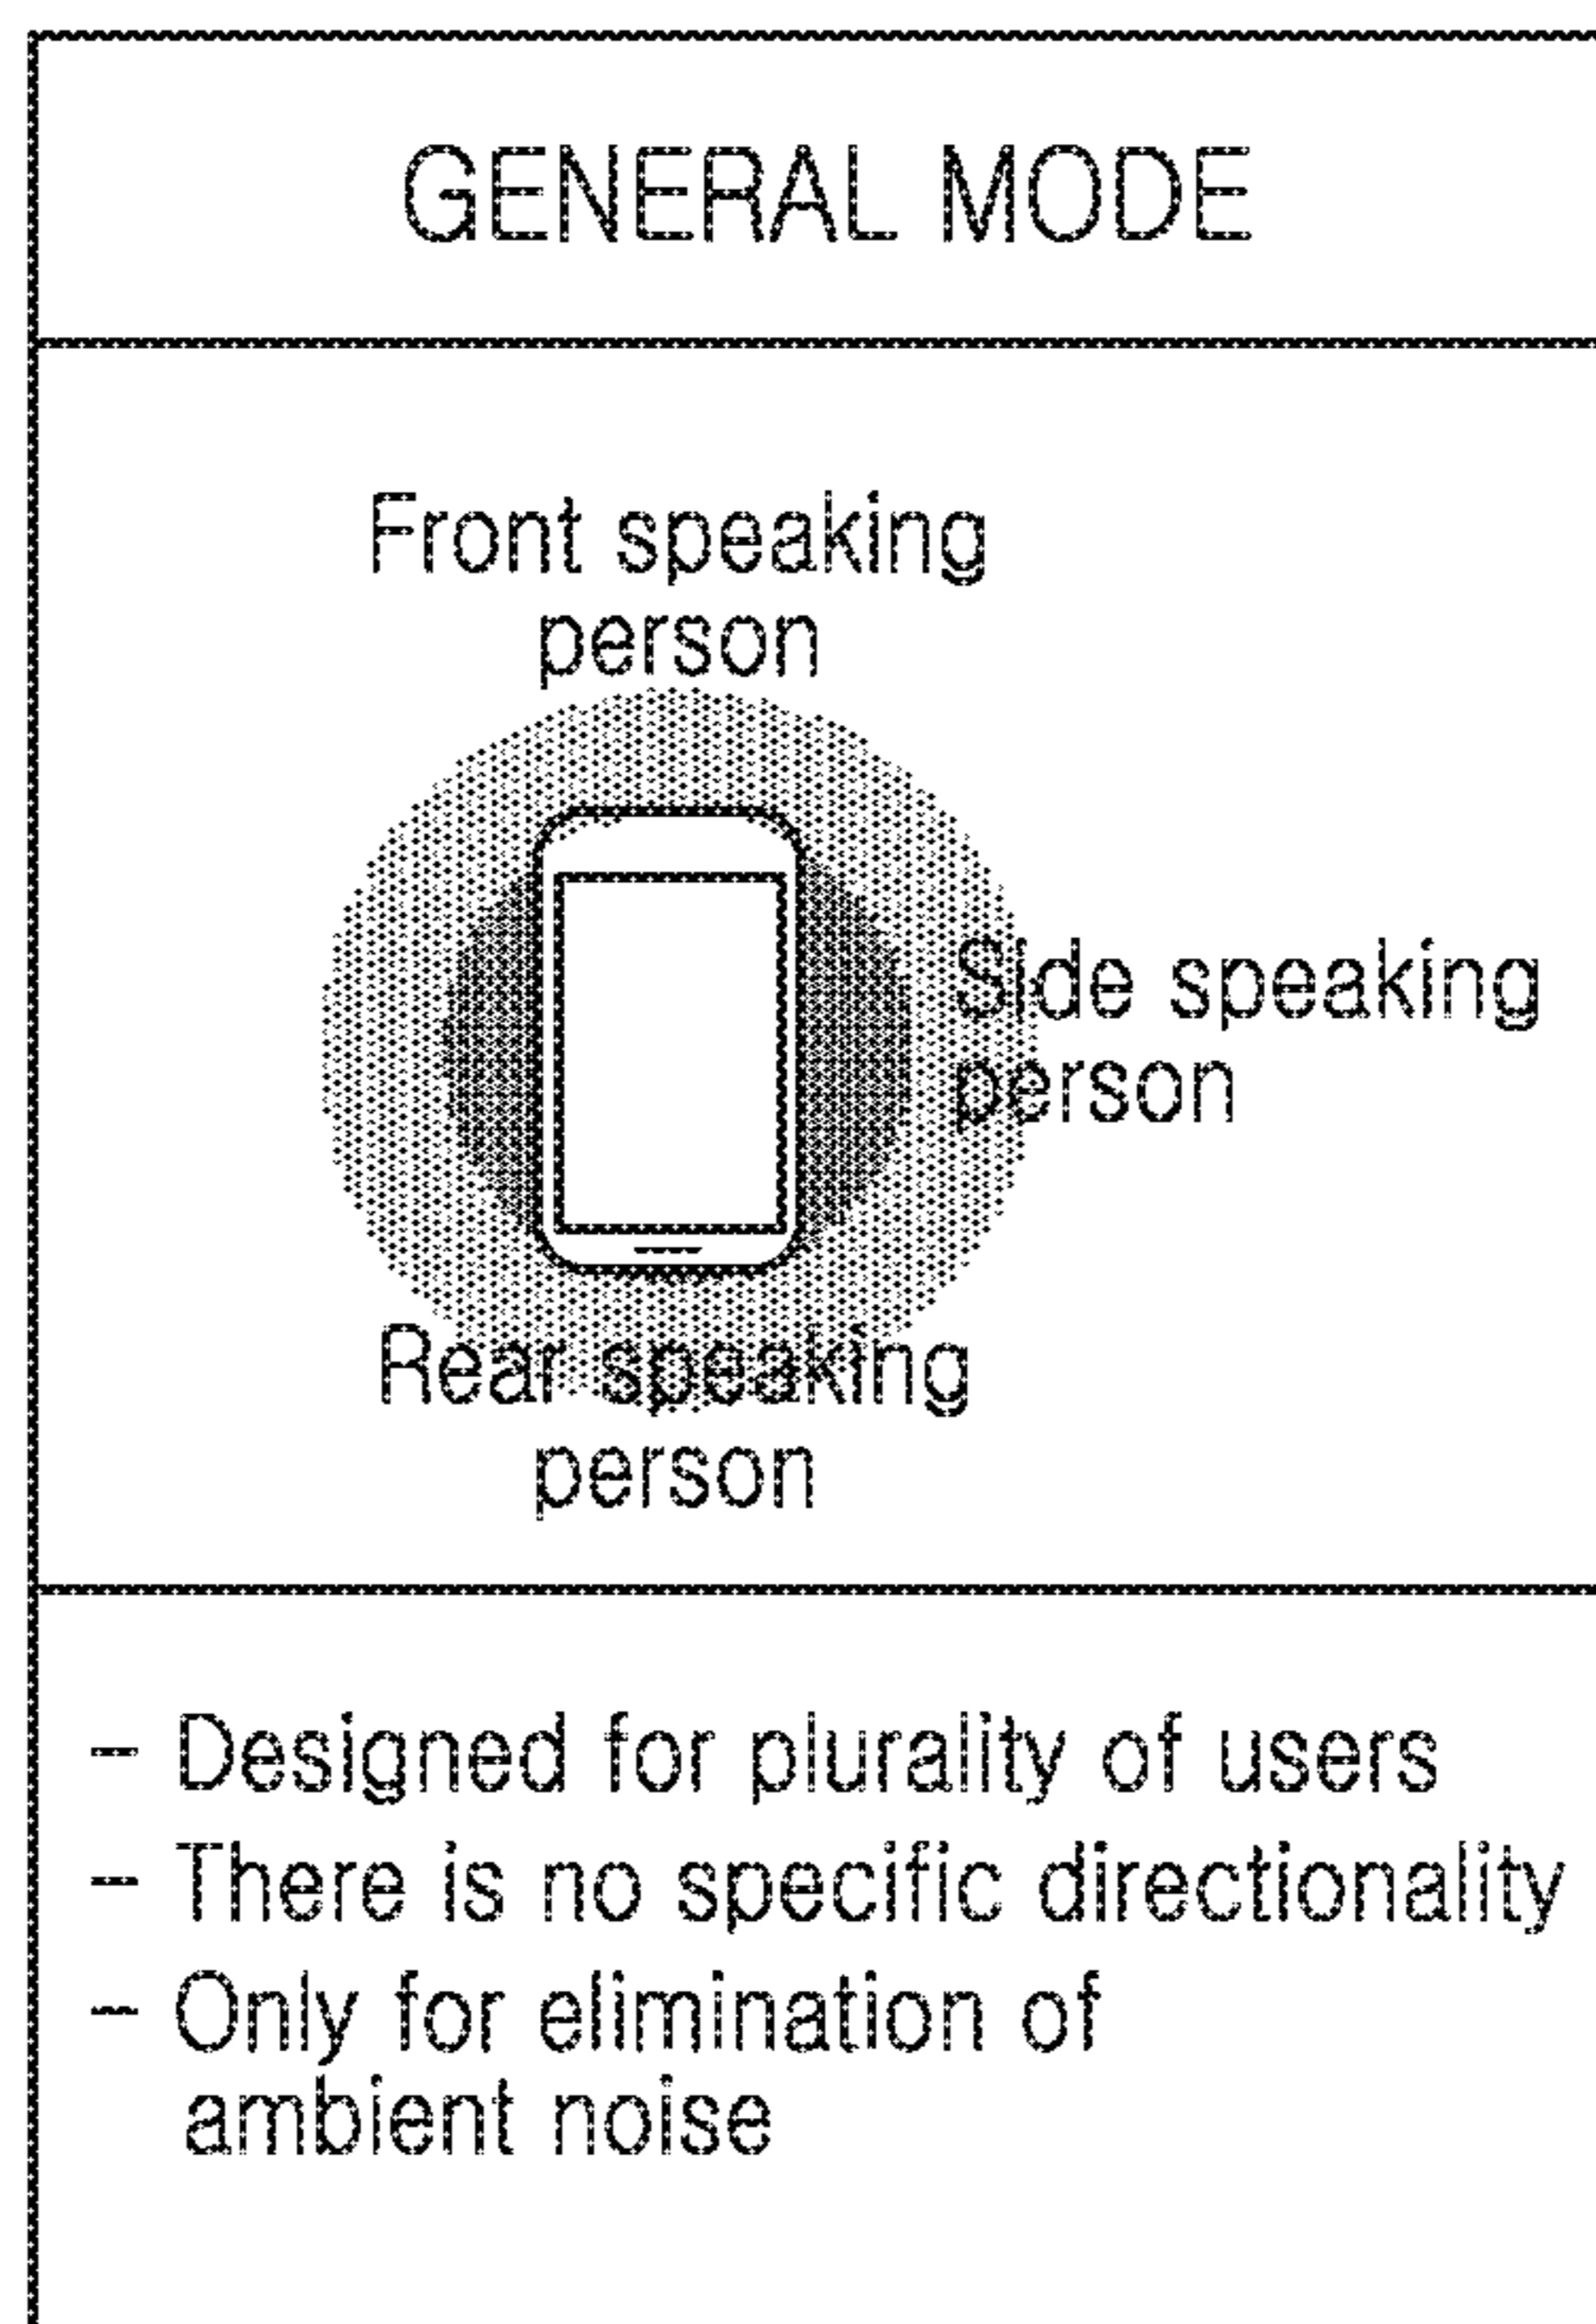 GENERAL MODE
Front speaking
person
Side speaking
person
Rear speaking
person
- Designed for plurality of users
- There is no specific directionality
- Only for elimination of
ambient noise